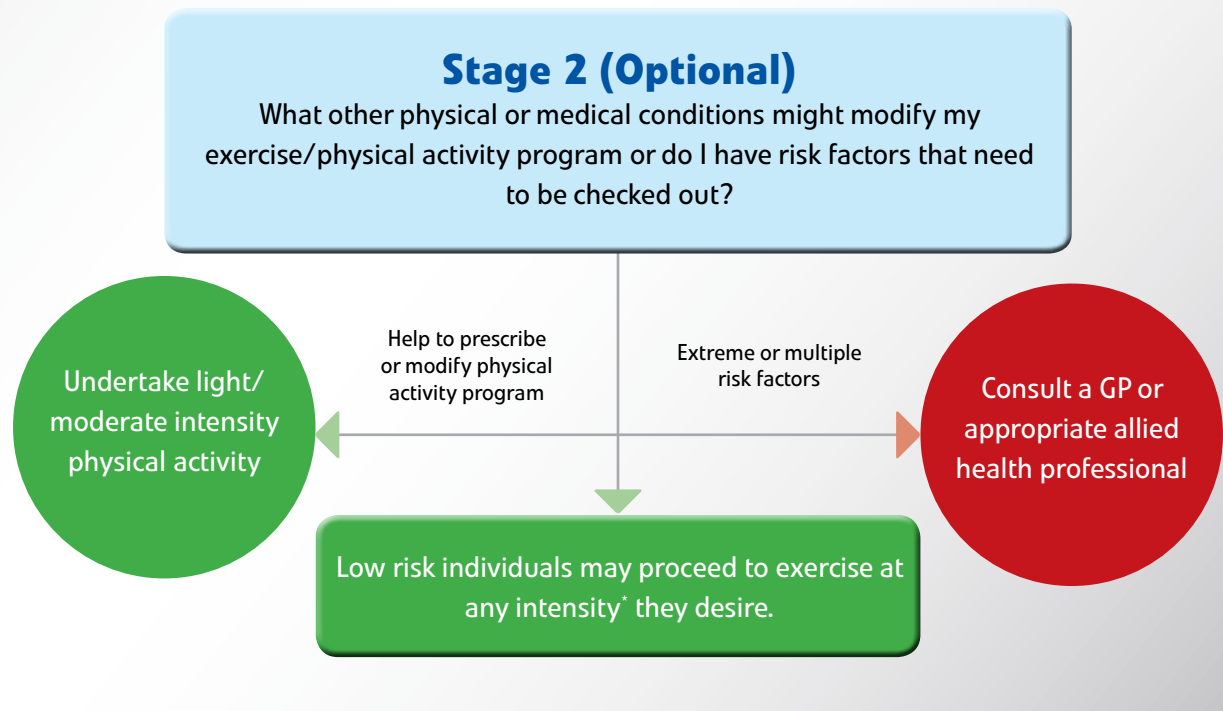 Stage 2 (Optional)
What other physical or medical conditions might modify my
exercise/physical activity program or do I have risk factors that need
to be checked out?
Help to prescribe
or modify physical
activity program
Extreme or multiple
risk factors
Undertake light/
moderate intensity
physical activity
Consult a GP or
appropriate allied
health professional
Low risk individuals may proceed to exercise at
any intensity* they desire.